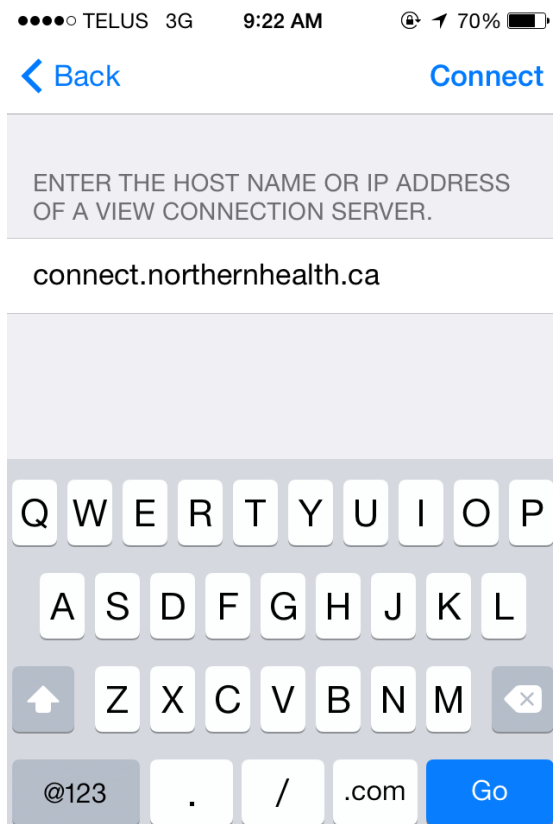 TELUS 3G 9:22 AM 70%
Back Connect
ENTER THE HOST NAME OR IP ADDRESS
OF A VIEW CONNECTION SERVER.
connect.northernhealth.ca
Q W E R T Y U I O P
A S D F G H J K L
Z X C V B N M
@123 . / .com Go